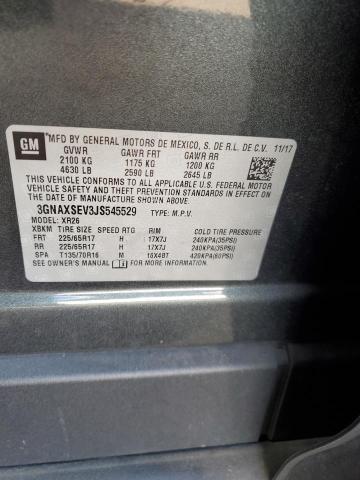 GM
MFD BY GENERAL MOTORS DE MEXICO, S. DE R.L. DE C.V. 11/17
GVWR GAWR FRT GAWR RR
2100 KG 1175 KG 1200 KG
4630 LB 2590 LB 2645 LB
THIS VEHICLE CONFORMS TO ALL APPLICABLE U.S. FEDERAL MOTOR
VEHICLE SAFETY AND THEFT PREVENTION STANDARDS IN
EFFECT ON THE DATE OF MANUFACTURE SHOWN ABOVE.
3GNAXSEV3JS545529 TYPE: M.P.V.
MODEL: XR26
XBKM TIRE SIZE SPEED RTG RIM COLD TIRE PRESSURE
FRT 225/65R17 H 17X7J 240KPA(35PSI)
RR 225/65R17 H 17X7J 240KPA(35PSI)
SPA T135/70R16 M 16X4BT 420KPA(60PSI)
SEE OWNER'S MANUAL FOR ADDITIONAL INFORMATION.